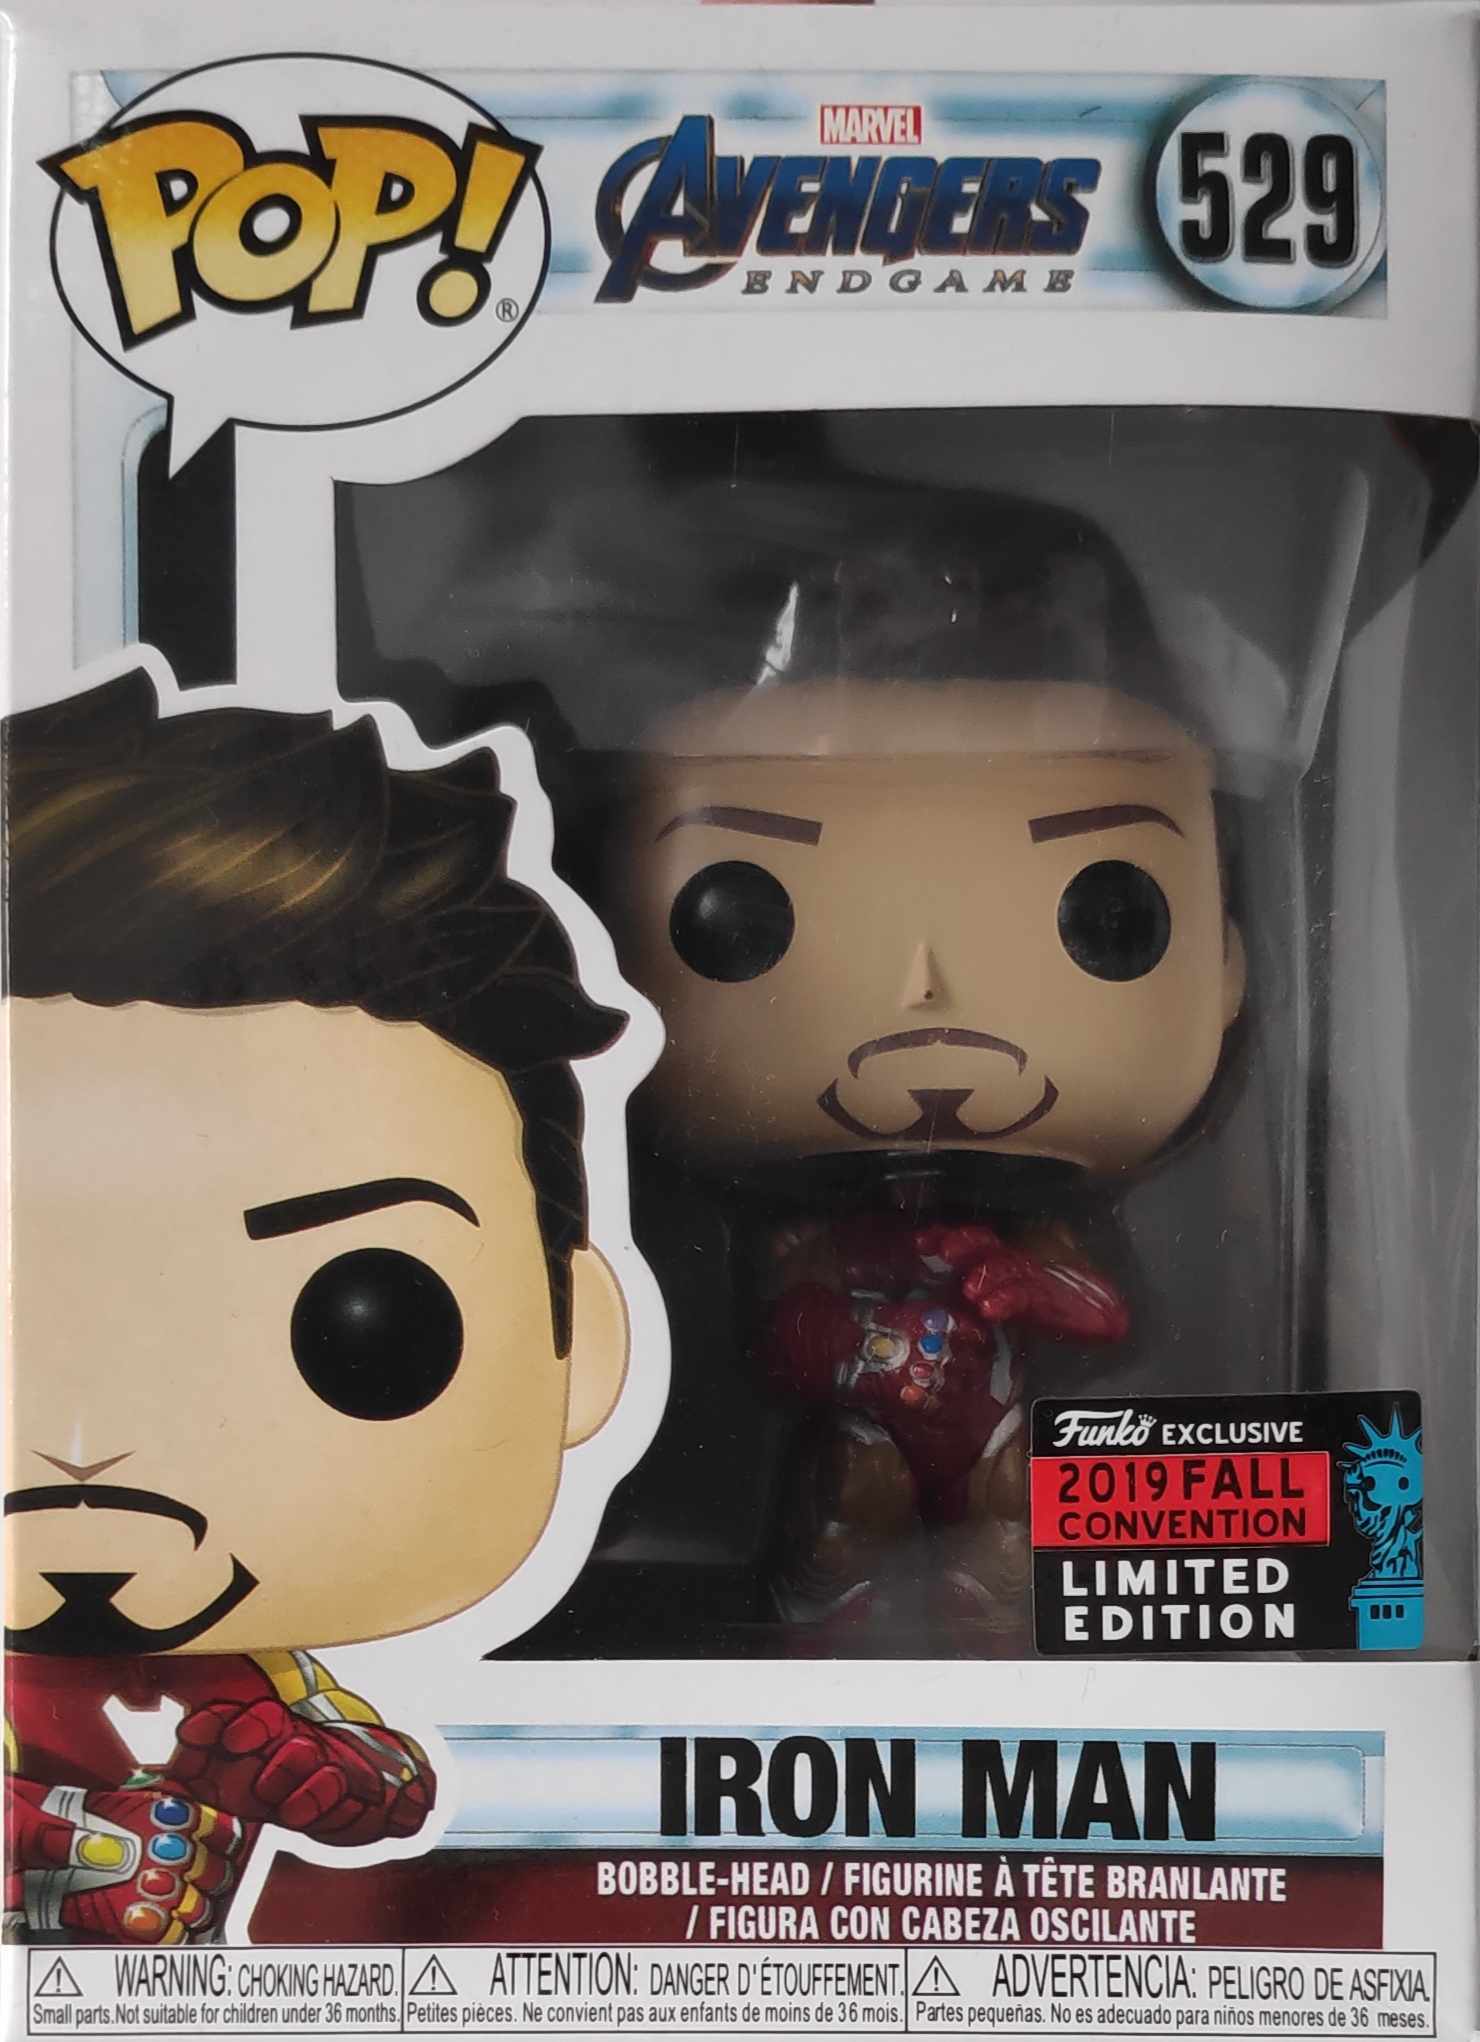 POP!®
MARVEL
AVENGERS
ENDGAME
529
Funko EXCLUSIVE
2019 FALL
CONVENTION
LIMITED
EDITION
IRON MAN
BOBBLE-HEAD / FIGURINE À TÊTE BRANLANTE
/ FIGURA CON CABEZA OSCILANTE
WARNING: CHOKING HAZARD.
Small parts. Not suitable for children under 36 months.
ATTENTION: DANGER D'ÉTOUFFEMENT.
Petites pièces. Ne convient pas aux enfants de moins de 36 mois.
ADVERTENCIA: PELIGRO DE ASFIXIA.
Partes pequeñas. No es adecuado para niños menores de 36 meses.